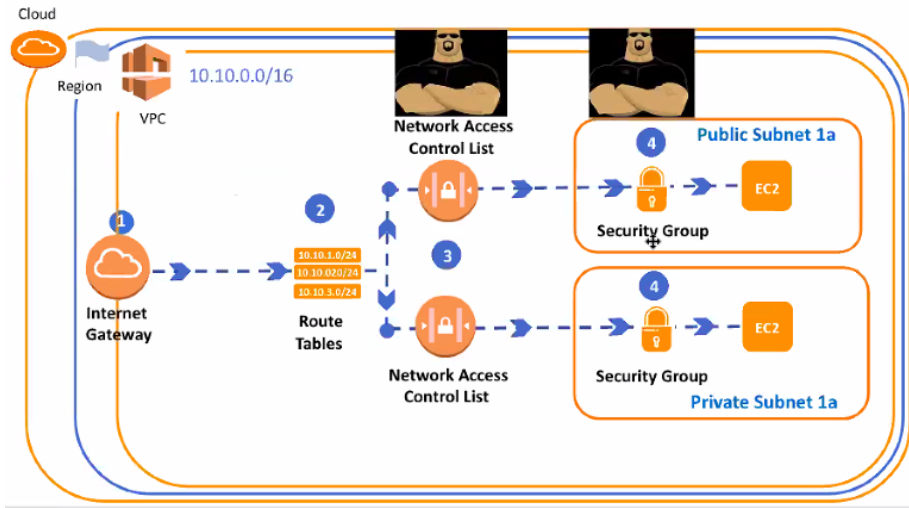 Cloud
Region
VPC
10.10.0.0/16
Network Access
Control List
Public Subnet 1a
4
EC2
Security Group
1
2
3
Internet
Gateway
10.10.1.0/24
10.10.020/24
10.10.3.0/24
Route
Tables
4
EC2
Network Access
Control List
Security Group
Private Subnet 1a